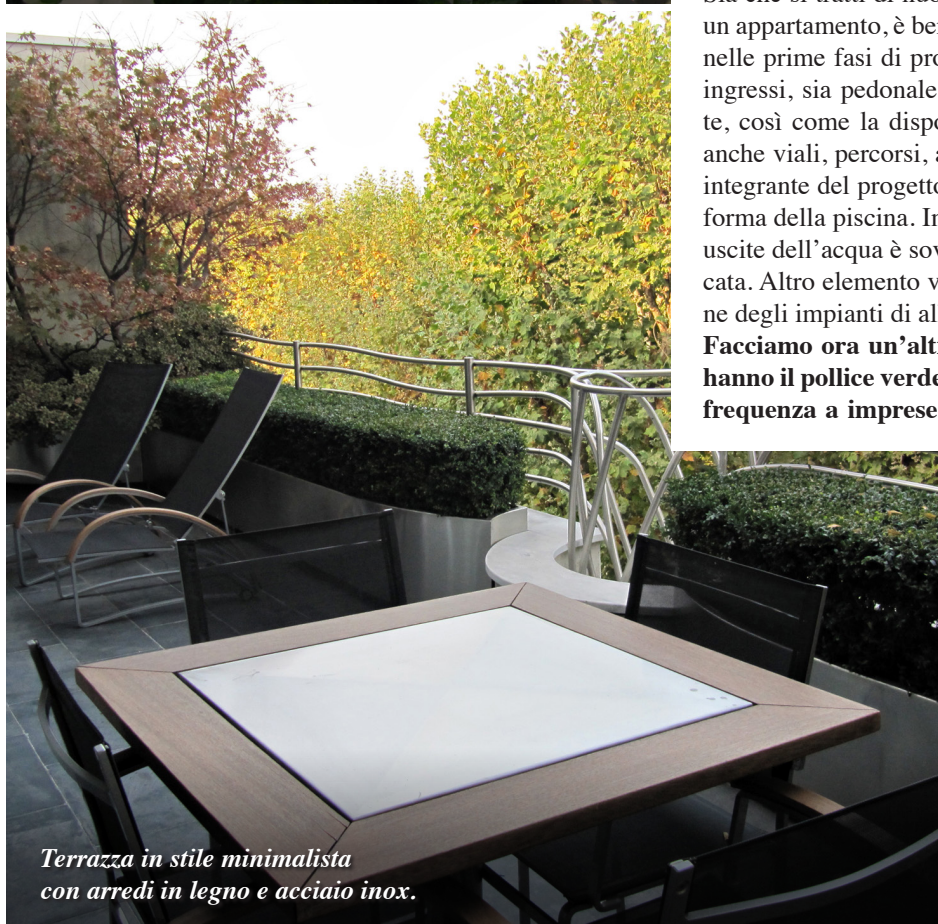 Sia che si tratti di
un appartamento, è
nelle prime fasi di
ingressi, sia pedonale
te, così come la
anche viali, percorsi,
integrante del progetto
forma della piscina.
uscite dell’acqua è
cata. Altro elemento
ne degli impianti di
Facciamo ora
hanno il pollice verde
frequenza a imprese
Terrazza in stile minimalista
con arredi in legno e acciaio inox.